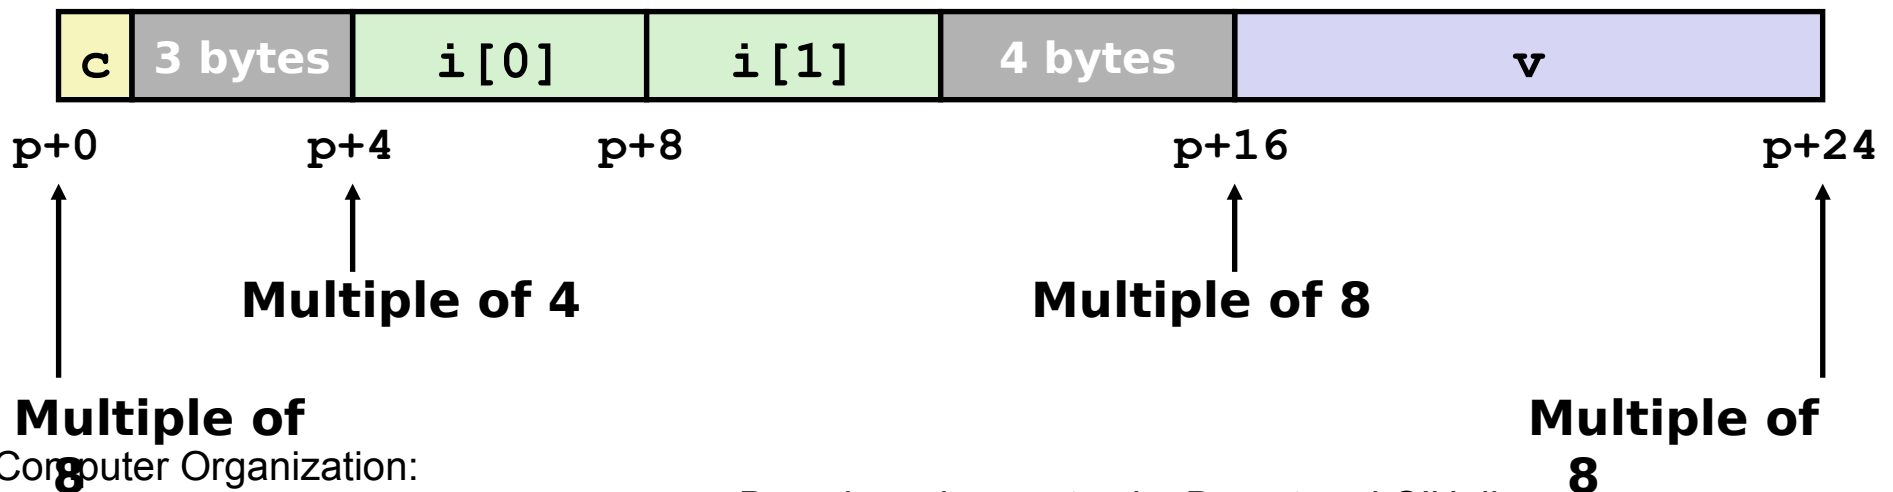 c 3 bytes i[0] i[1] 4 bytes v
p+0 p+4 p+8 p+16 p+24
Multiple of 4 Multiple of 8
Multiple of
8
Multiple of
8
Computer Organization: